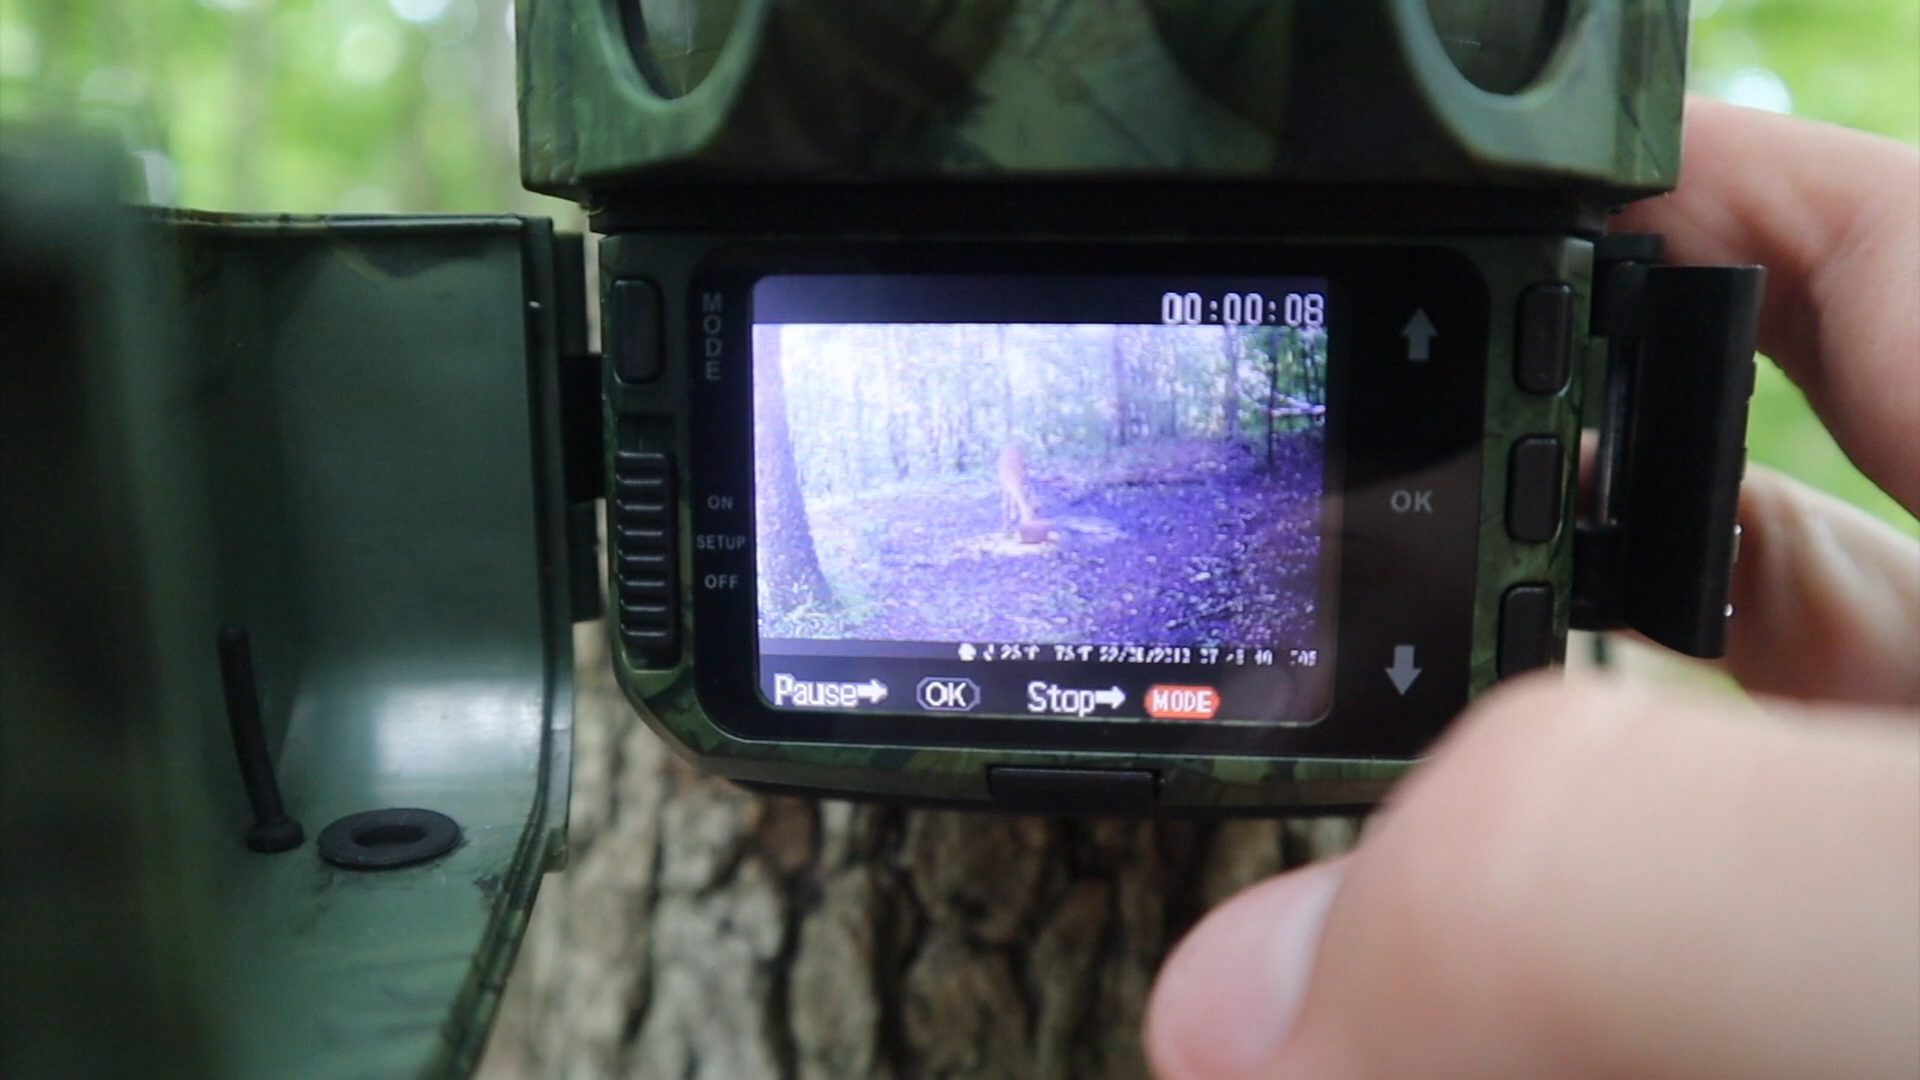 MODE
00:00:08
ON
SETUP
OFF
OK
Pause➡ OK Stop➡ MODE